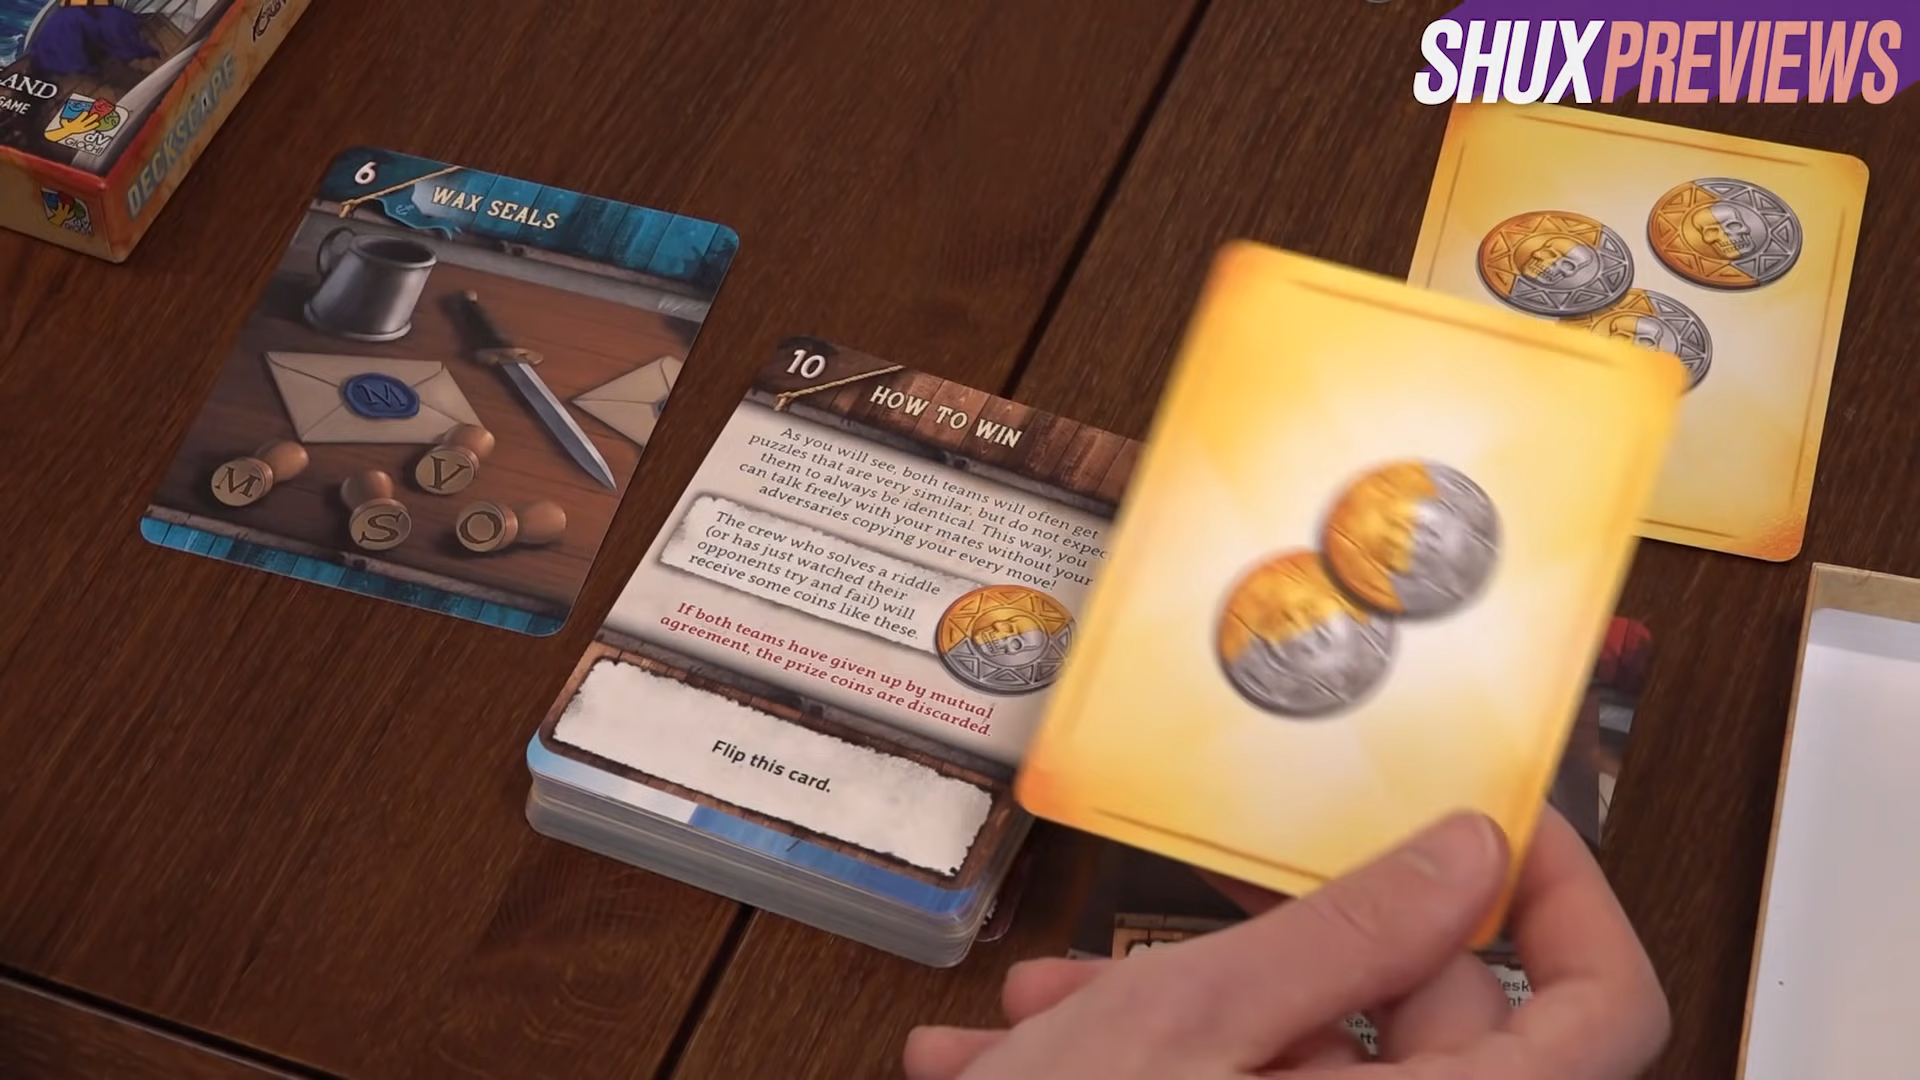 SHUX PREVIEWS
AND
GAME
dV
GIOCHI
DECKSCAPE
6
WAX SEALS
M
M
V
S
O
10
HOW TO WIN
As you will see, both teams will often get
puzzles that are very similar, but do not expec
them to always be identical. This way, you
can talk freely with your mates without your
adversaries copying your every move!
The crew who solves a riddle
(or has just watched their
opponents try and fail) will
receive some coins like these.
If both teams have given up by mutual
agreement, the prize coins are discarded.
Flip this card.